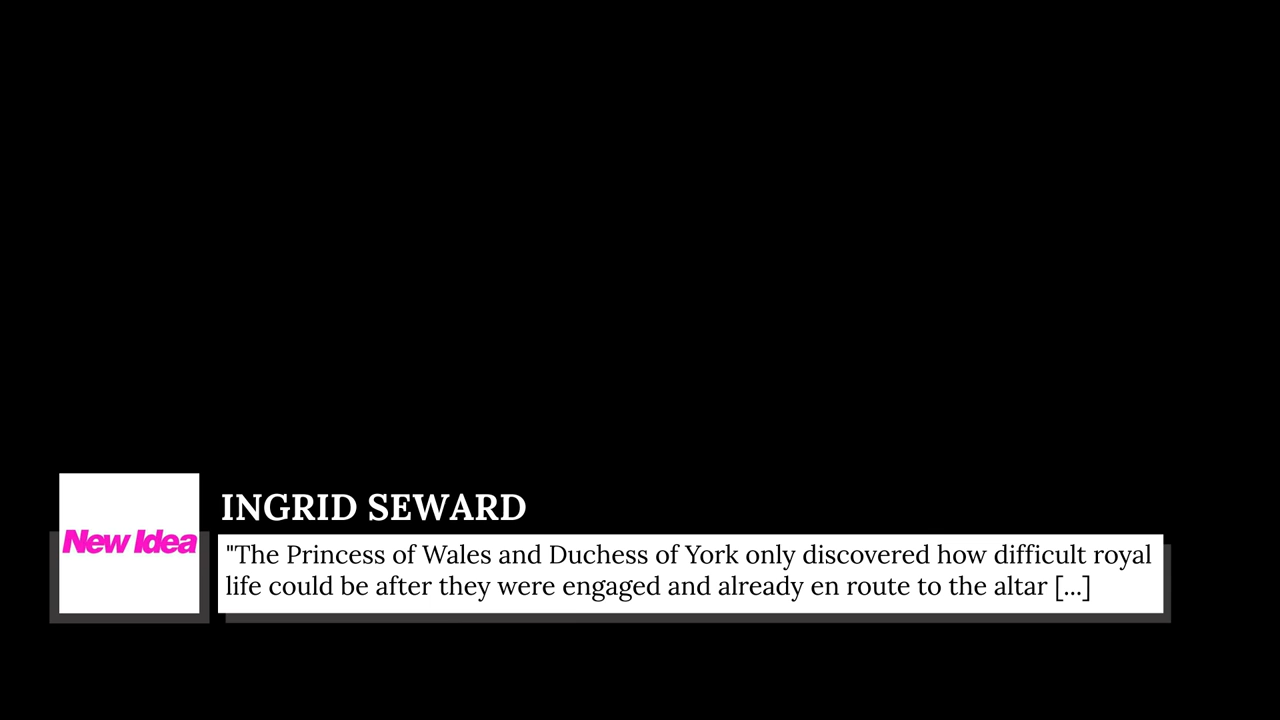 INGRID SEWARD
New Idea
"The Princess of Wales and Duchess of York only discovered how difficult royal
life could be after they were engaged and already en route to the altar [...]